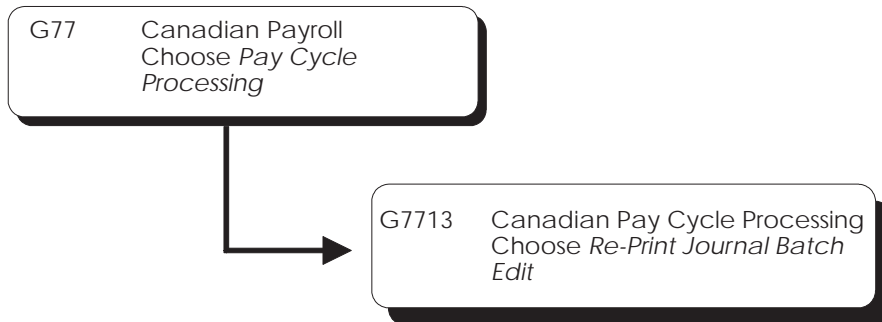 G77 Canadian Payroll
Choose Pay Cycle
Processing
G7713 Canadian Pay Cycle Processing
Choose Re-Print Journal Batch
Edit